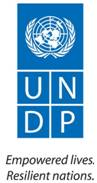 U N
D P
Empowered lives.
Resilient nations.